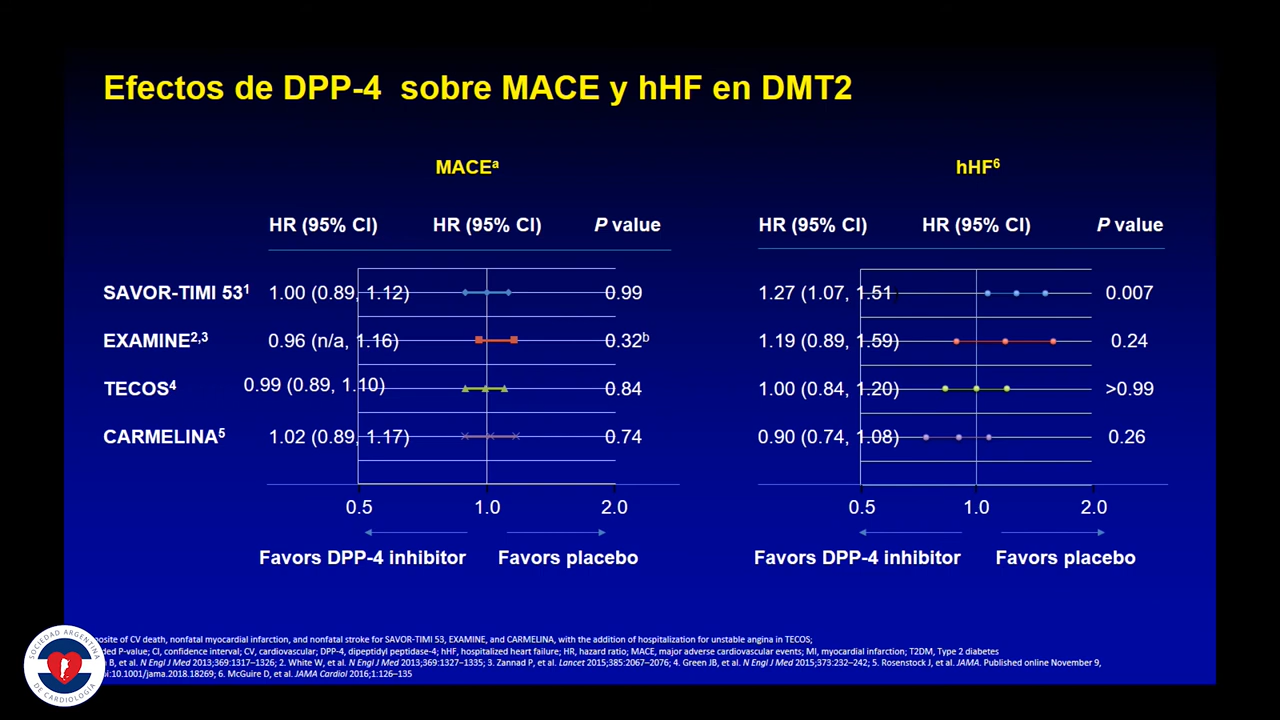 Efectos de DPP-4 sobre MACE y hHF en DMT2
MACEa
hHF6
HR (95% CI) HR (95% CI) P value
HR (95% CI) HR (95% CI) P value
SAVOR-TIMI 531 1.00 (0.89, 1.12) 0.99 1.27 (1.07, 1.51) 0.007
EXAMINE2,3 0.96 (n/a, 1.16) 0.32b 1.19 (0.89, 1.59) 0.24
TECOS4 0.99 (0.89, 1.10) 0.84 1.00 (0.84, 1.20) >0.99
CARMELINA5 1.02 (0.89, 1.17) 0.74 0.90 (0.74, 1.08) 0.26
0.5 1.0 2.0 0.5 1.0 2.0
Favors DPP-4 inhibitor Favors placebo Favors DPP-4 inhibitor Favors placebo
of CV death, nonfatal myocardial infarction, and nonfatal stroke for SAVOR-TIMI 53, EXAMINE, and CARMELINA, with the addition of hospitalization for unstable angina in TECOS;
P-value; CI, confidence interval; CV, cardiovascular; DPP-4, dipeptidyl peptidase-4; hHF, hospitalized heart failure; HR, hazard ratio; MACE, major adverse cardiovascular events; MI, myocardial infarction; T2DM, Type 2 diabetes
B, et al. N Engl J Med 2013;369:1317–1326; 2. White W, et al. N Engl J Med 2013;369:1327–1335; 3. Zannad P, et al. Lancet 2015;385:2067–2076; 4. Green JB, et al. N Engl J Med 2015;373:232–242; 5. Rosenstock J, et al. JAMA. Published online November 9,
:10.1001/jama.2018.18269; 6. McGuire D, et al. JAMA Cardiol 2016;1:126–135
SOCIEDAD ARGENTINA
DE CARDIOLOGÍA